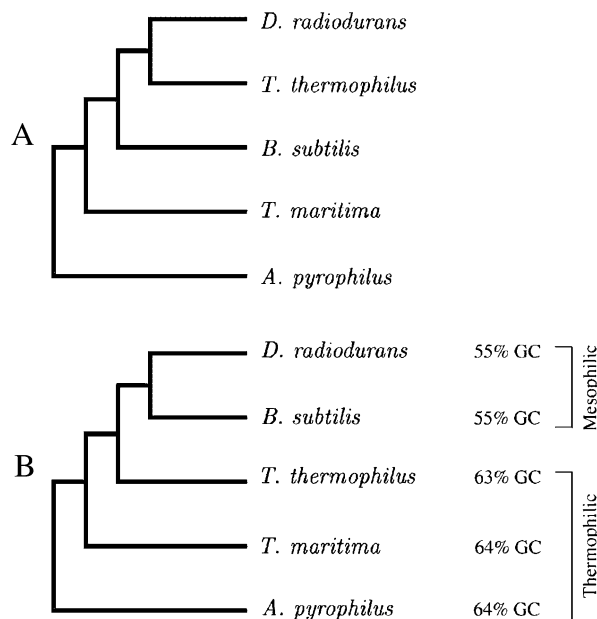 A
D. radiodurans
T. thermophilus
B. subtilis
T. maritima
A. pyrophilus
B
D. radiodurans 55% GC
B. subtilis 55% GC
Mesophilic
T. thermophilus 63% GC
T. maritima 64% GC
A. pyrophilus 64% GC
Thermophilic